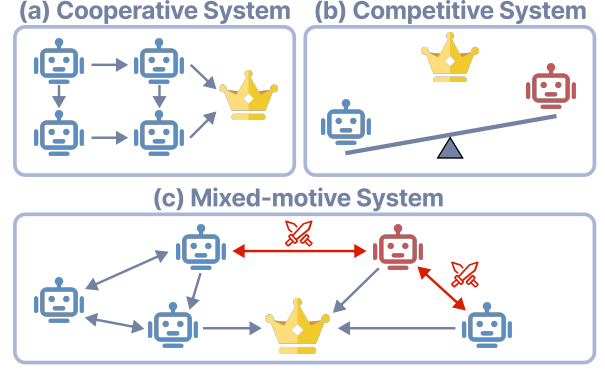 (a) Cooperative System
(b) Competitive System
(c) Mixed-motive System